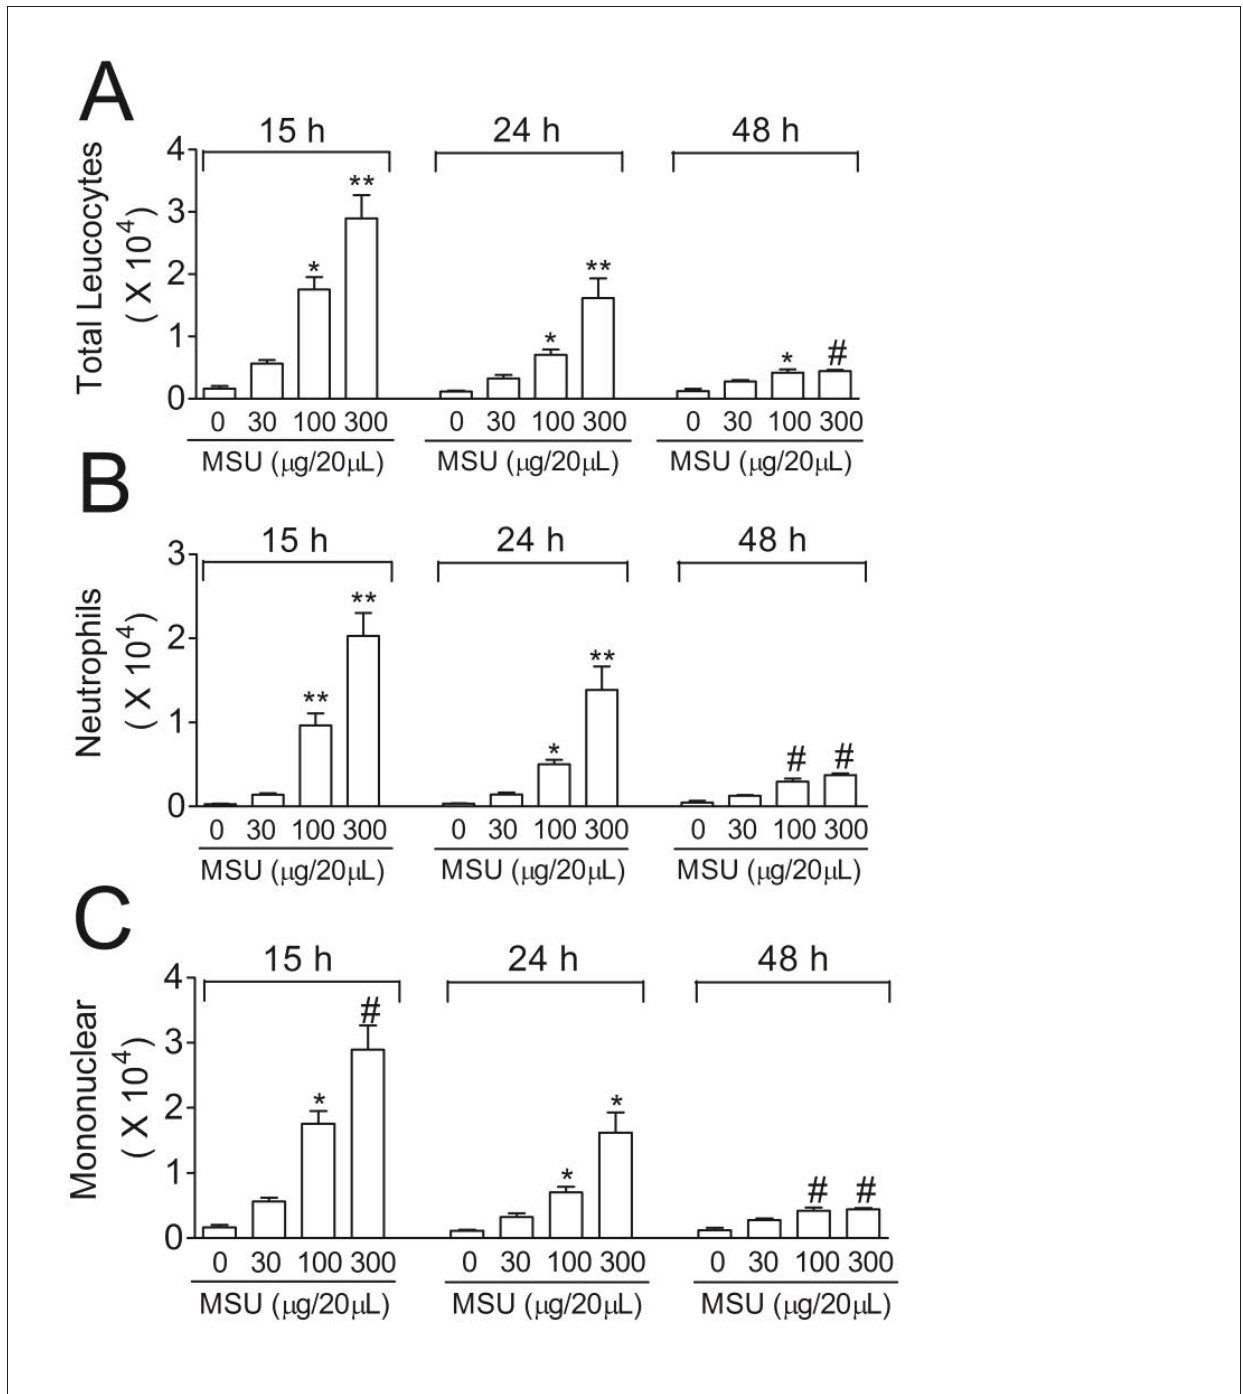 A
15 h 24 h 48 h
Total Leucocytes
( X 10⁴)
4
3
2
1
0
** 
*
**
*
*
#
0 30 100 300 0 30 100 300 0 30 100 300
MSU (µg/20µL) MSU (µg/20µL) MSU (µg/20µL)
B
15 h 24 h 48 h
Neutrophils
( X 10⁴)
3
2
1
0
**
**
**
*
# #
0 30 100 300 0 30 100 300 0 30 100 300
MSU (µg/20µL) MSU (µg/20µL) MSU (µg/20µL)
C
15 h 24 h 48 h
Mononuclear
( X 10⁴)
4
3
2
1
0
#
*
*
*
# #
0 30 100 300 0 30 100 300 0 30 100 300
MSU (µg/20µL) MSU (µg/20µL) MSU (µg/20µL)